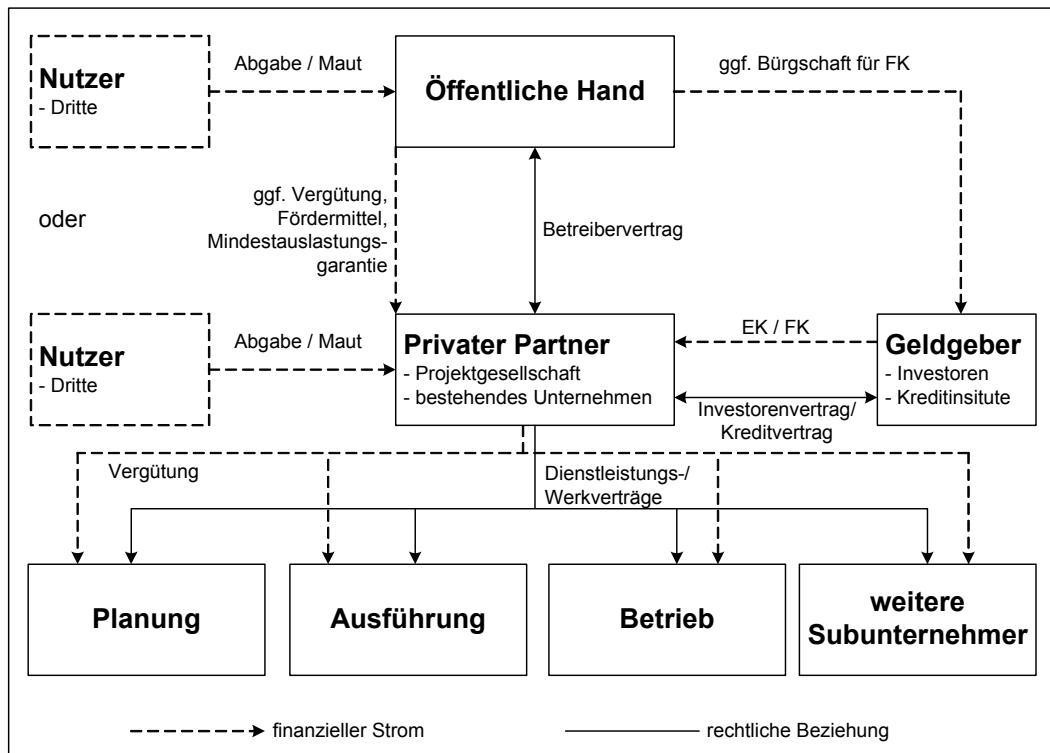 Nutzer
- Dritte
Abgabe / Maut
Öffentliche Hand
ggf. Bürgschaft für FK
oder
ggf. Vergütung,
Fördermittel,
Mindestauslastungs-
garantie
Betreibervertrag
Nutzer
- Dritte
Abgabe / Maut
Privater Partner
- Projektgesellschaft
- bestehendes Unternehmen
EK / FK
Investorenvertrag/
Kreditvertrag
Geldgeber
- Investoren
- Kreditinsitute
Vergütung
Dienstleistungs-/
Werkverträge
Planung
Ausführung
Betrieb
weitere
Subunternehmer
finanzieller Strom
rechtliche Beziehung